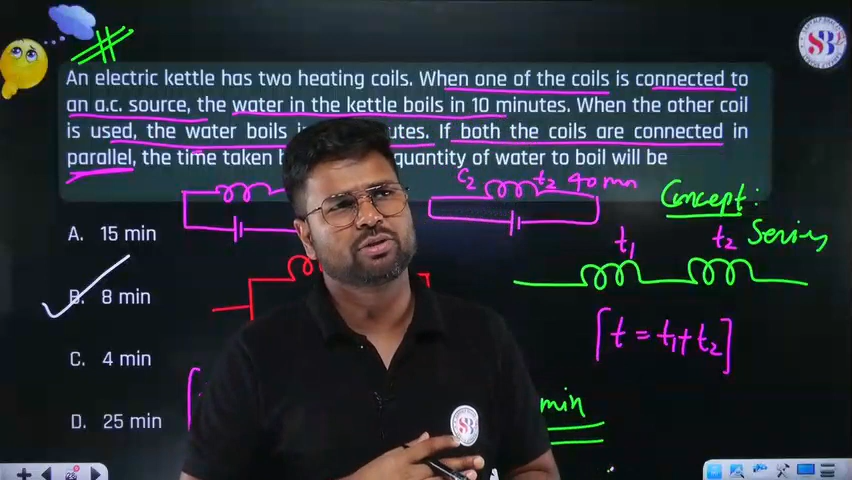 An electric kettle has two heating coils. When one of the coils is connected to
an a.c. source, the water in the kettle boils in 10 minutes. When the other coil
is used, the water boils i utes. If both the coils are connected in
parallel, the time taken quantity of water to boil will be
C2 t2 40 min
Concept:
Series
A. 15 min
t1 t2
B. 8 min
[t = t1+t2]
C. 4 min
min
D. 25 min
SB
SB